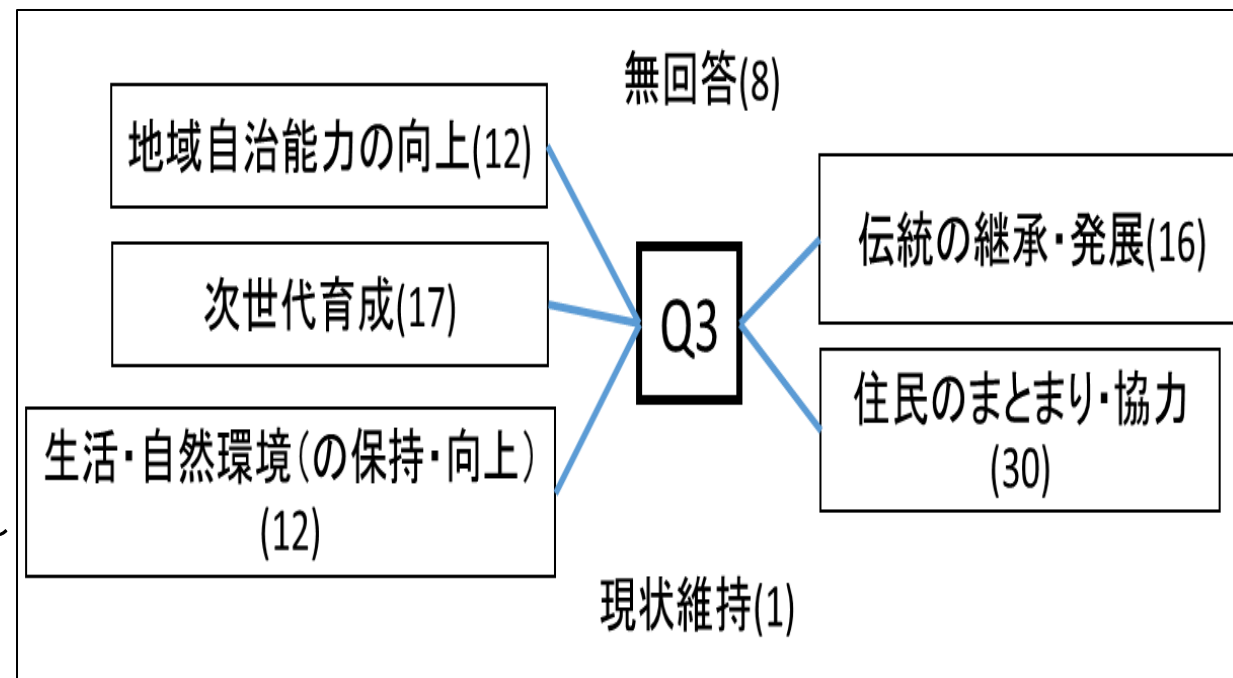 無回答(8)
地域自治能力の向上(12)
次世代育成(17)
生活・自然環境(の保持・向上)
(12)
Q3
伝統の継承・発展(16)
住民のまとまり・協力
(30)
現状維持(1)